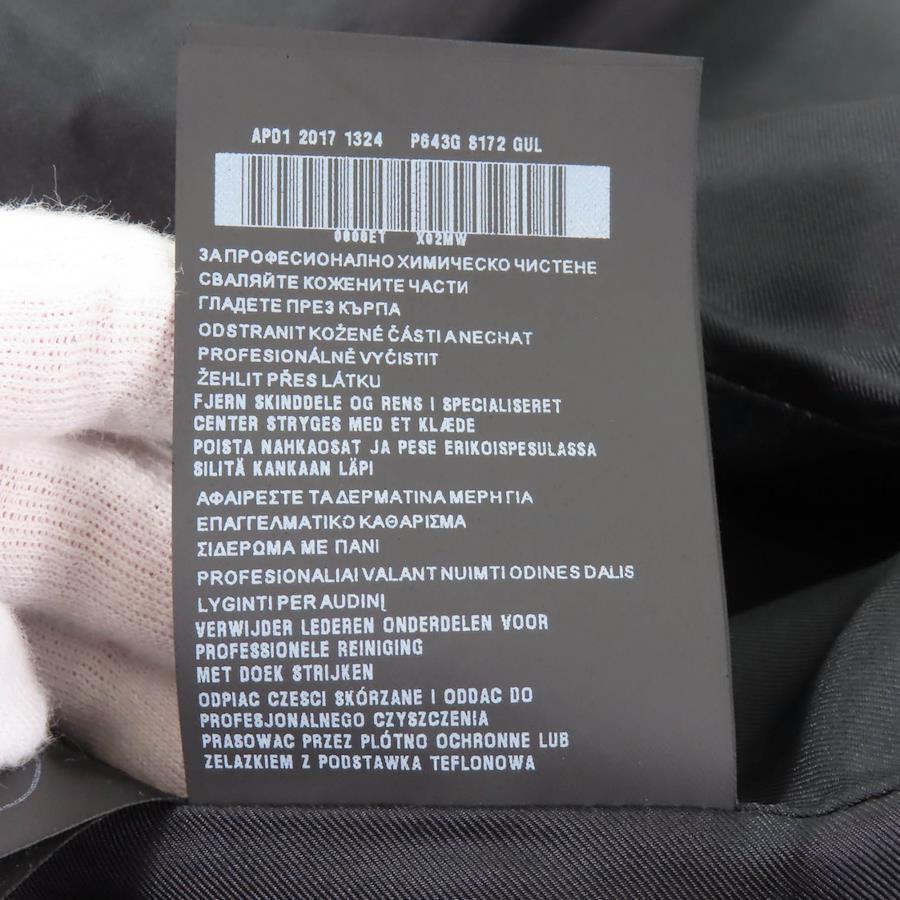 APD1 2017 1324 P643G 8172 GUL
0808ET X02MW
ЗА ПРОФЕСИОНАЛНО ХИМИЧЕСКО ЧИСТЕНЕ
СВАЛЯЙТЕ КОЖЕНИТЕ ЧАСТИ
ГЛАДЕТЕ ПРЕЗ КЪРПА
ODSTRANIT KOŽENÉ ČÁSTI A NECHAT
PROFESIONÁLNĚ VYČISTIT
ŽEHLIT PŘES LÁTKU
FJERN SKINDDELE OG RENS I SPECIALISERET
CENTER STRYGES MED ET KLÆDE
POISTA NAHKAOSAT JA PESE ERIKOISPESULASSA
SILITÄ KANKAAN LÄPI
ΑΦΑΙΡΕΣΤΕ ΤΑ ΔΕΡΜΑΤΙΝΑ ΜΕΡΗ ΓΙΑ
ΕΠΑΓΓΕΛΜΑΤΙΚΟ ΚΑΘΑΡΙΣΜΑ
ΣΙΔΕΡΩΜΑ ΜΕ ΠΑΝΙ
PROFESIONALIAI VALANT NUIMTI ODINES DALIS
LYGINTI PER AUDINĮ
VERWIJDER LEDEREN ONDERDELEN VOOR
PROFESSIONELE REINIGING
MET DOEK STRIJKEN
ODPIAC CZESCI SKÓRZANE I ODDAC DO
PROFESJONALNEGO CZYSZCZENIA
PRASOWAC PRZEZ PLÓTNO OCHRONNE LUB
ZELAZKIEM Z PODSTAWKA TEFLONOWA